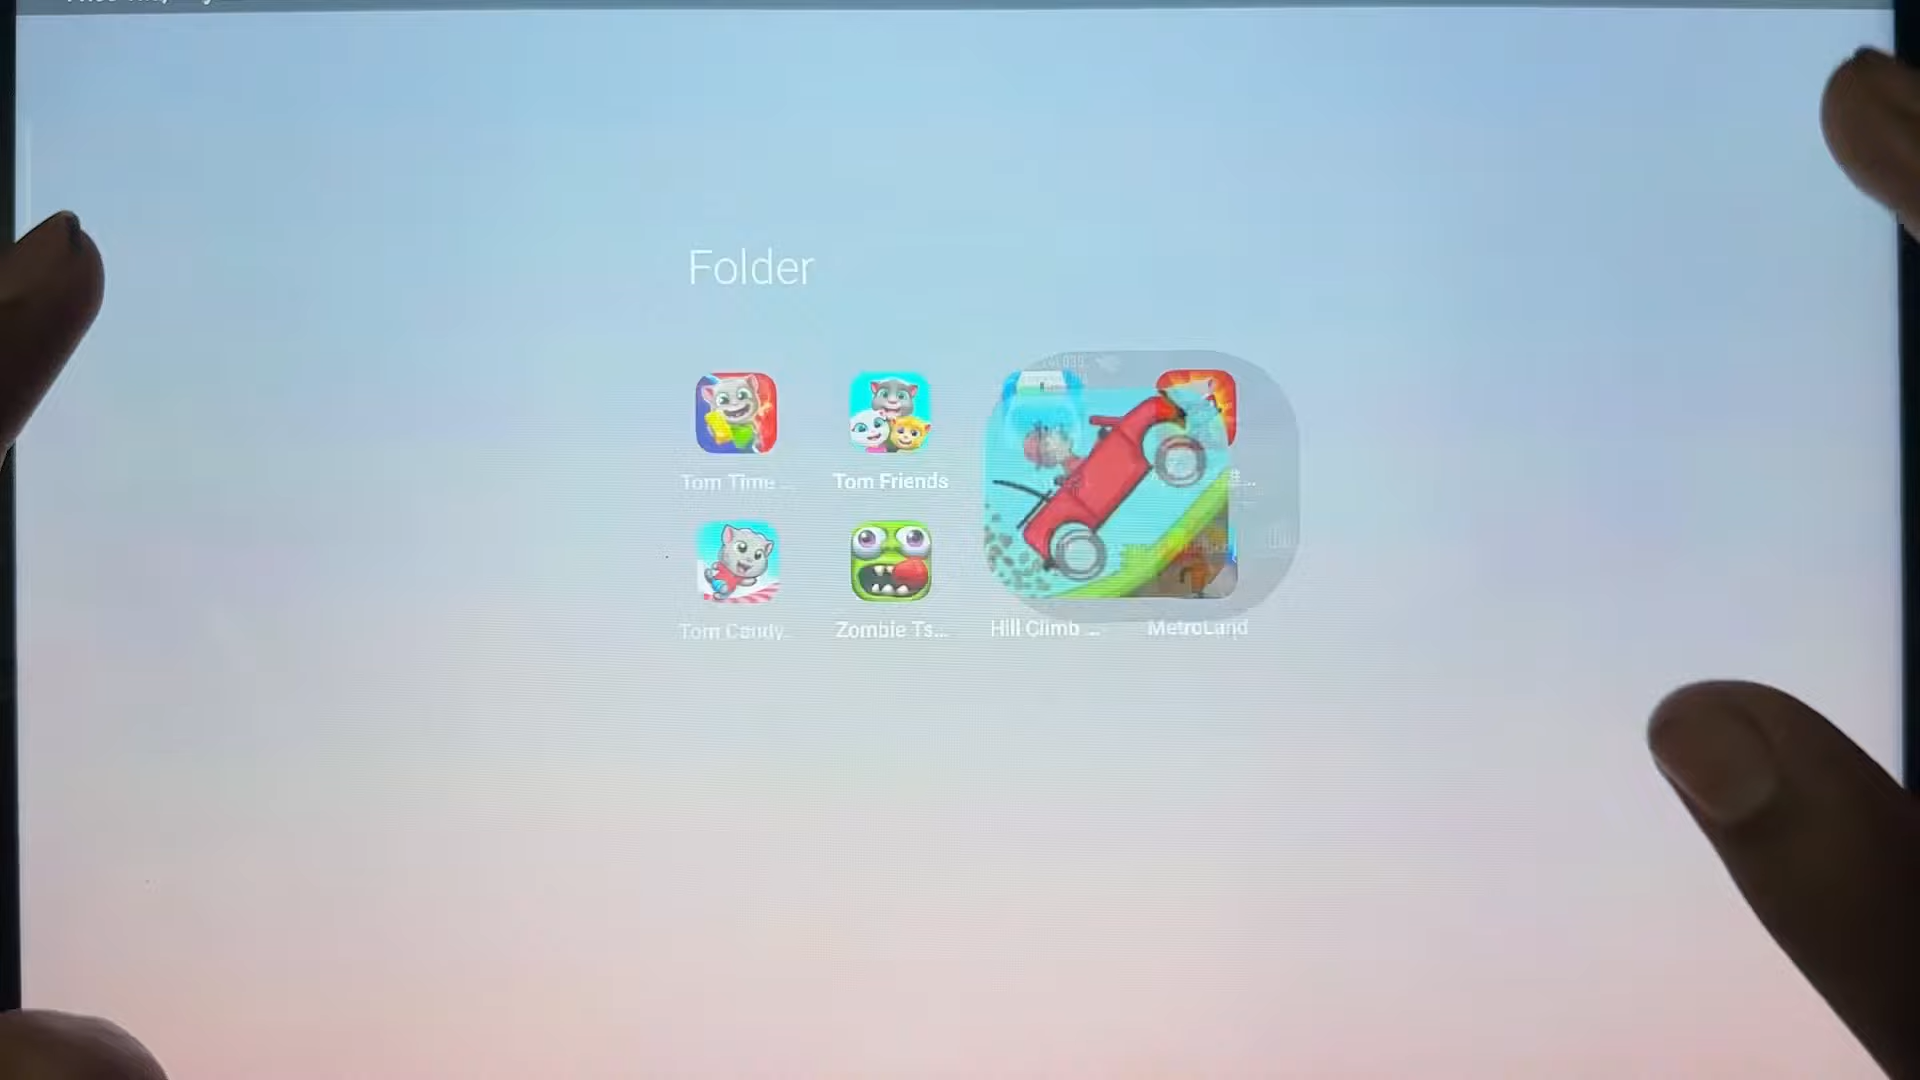 Folder
Tom Time ...
Tom Friends
Tom Candy..
Zombie Ts...
Hill Climb ...
MetroLand